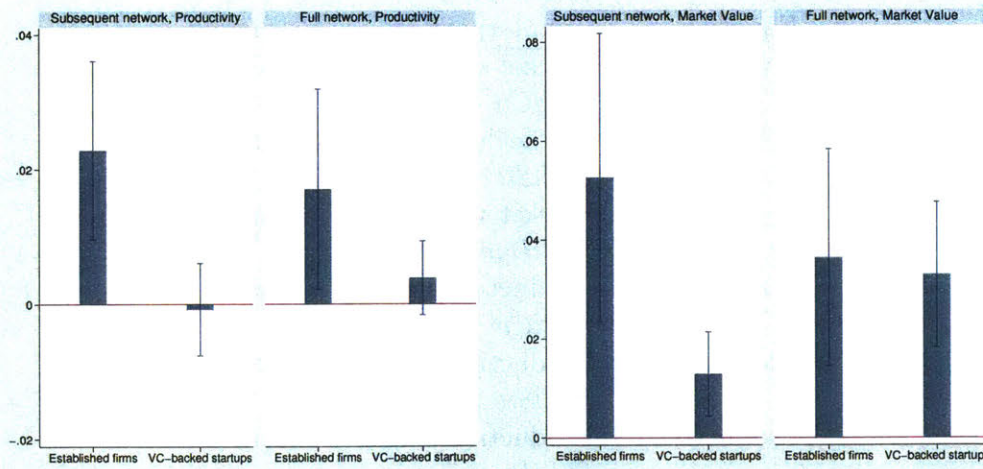 Subsequent network, Productivity
Full network, Productivity
Subsequent network, Market Value
Full network, Market Value
.04
.02
0
-.02
.08
.06
.04
.02
0
Established firms VC-backed startups
Established firms VC-backed startups
Established firms VC-backed startups
Established firms VC-backed startups